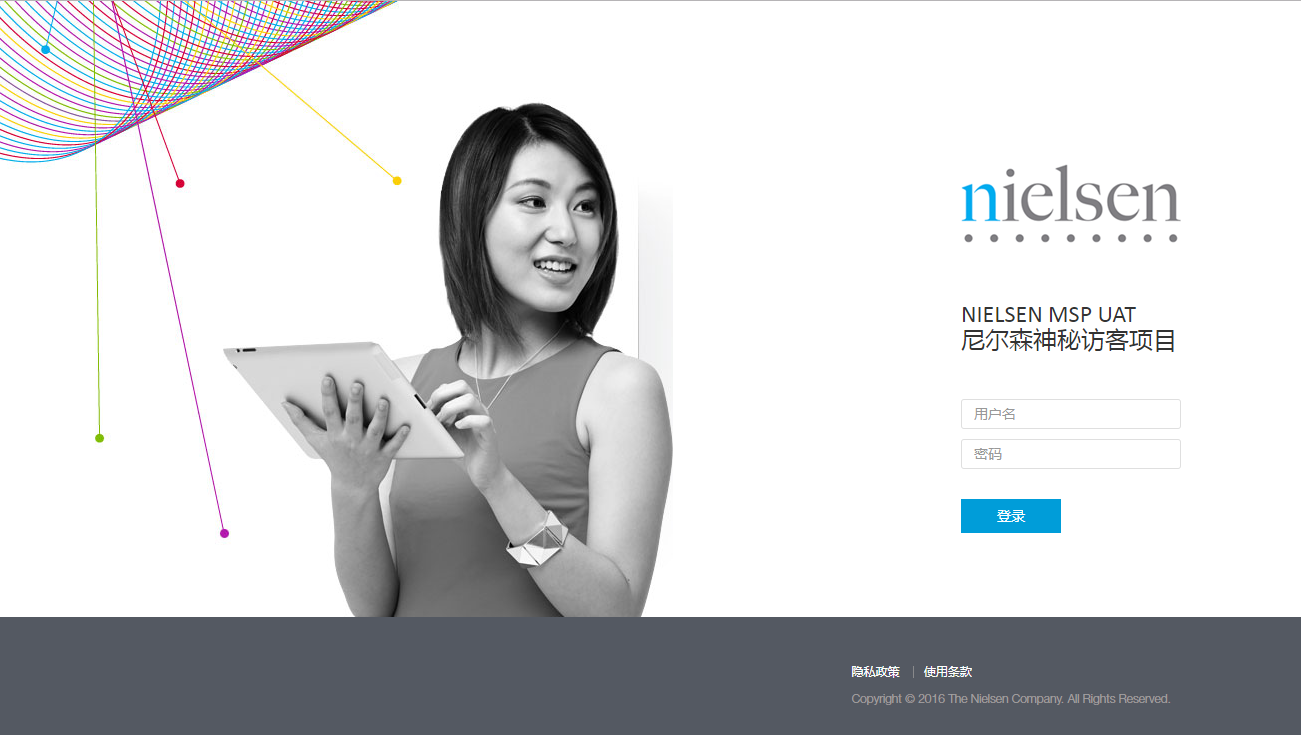 nielsen
NIELSEN MSP UAT
尼尔森神秘访客项目
用户名
密码
登录
隐私政策 | 使用条款
Copyright © 2016 The Nielsen Company. All Rights Reserved.